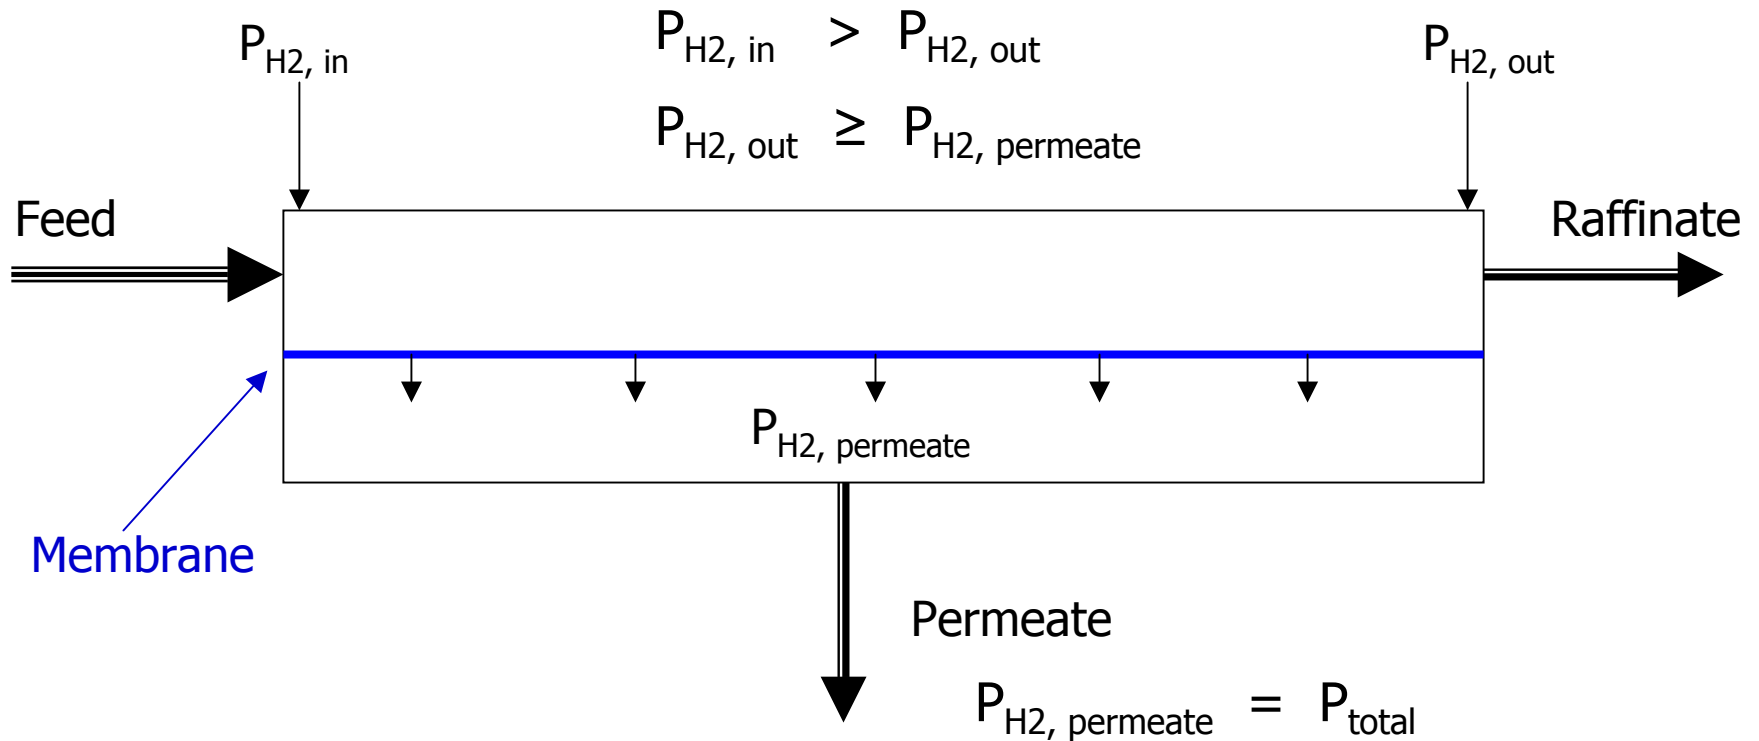 P_H2, in
P_H2, in > P_H2, out
P_H2, out
P_H2, out ≥ P_H2, permeate
Feed
Raffinate
P_H2, permeate
Membrane
Permeate
P_H2, permeate = P_total